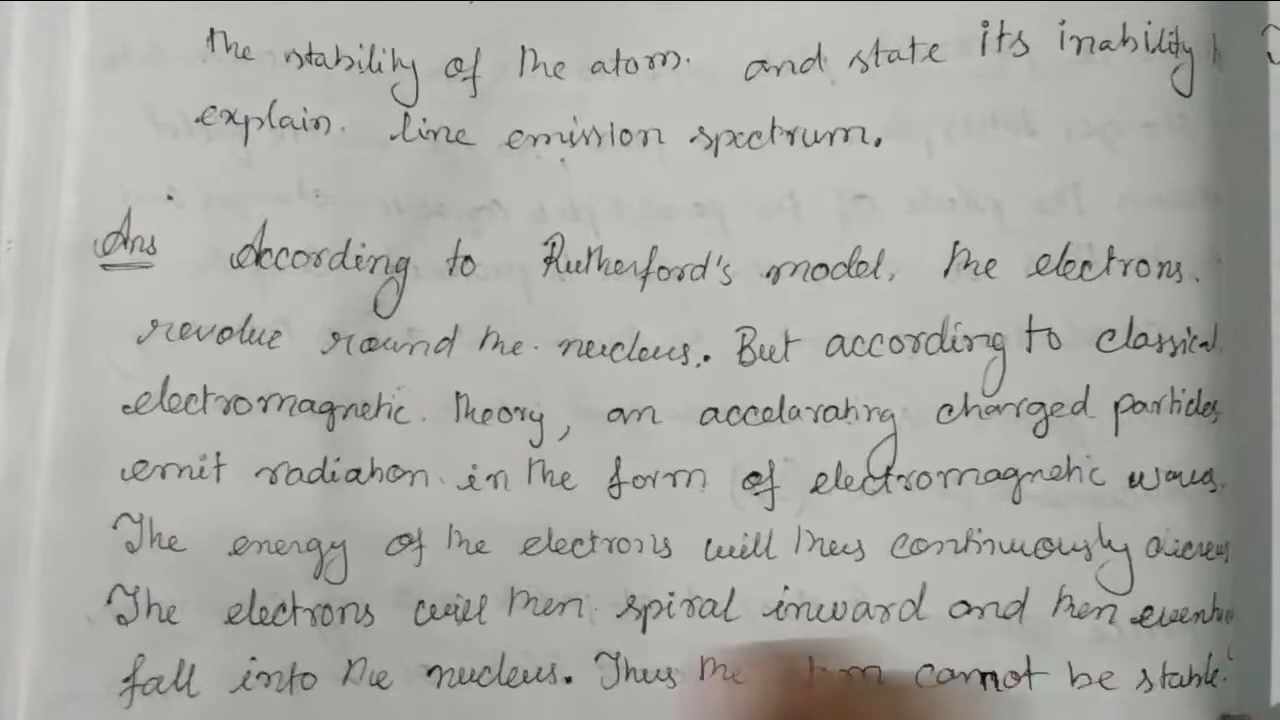 the stability of the atom. and state its inability
explain. line emission spectrum.
Ans According to Rutherford's model, the electrons.
revolve round the nucleus. But according to classical
electromagnetic. theory, an accelarating charged particles
emit radiation in the form of electromagnetic waves.
The energy of the electrons will thus continuously
The electrons will then spiral inward and then
fall into the nucleus. Thus the cannot be stable.